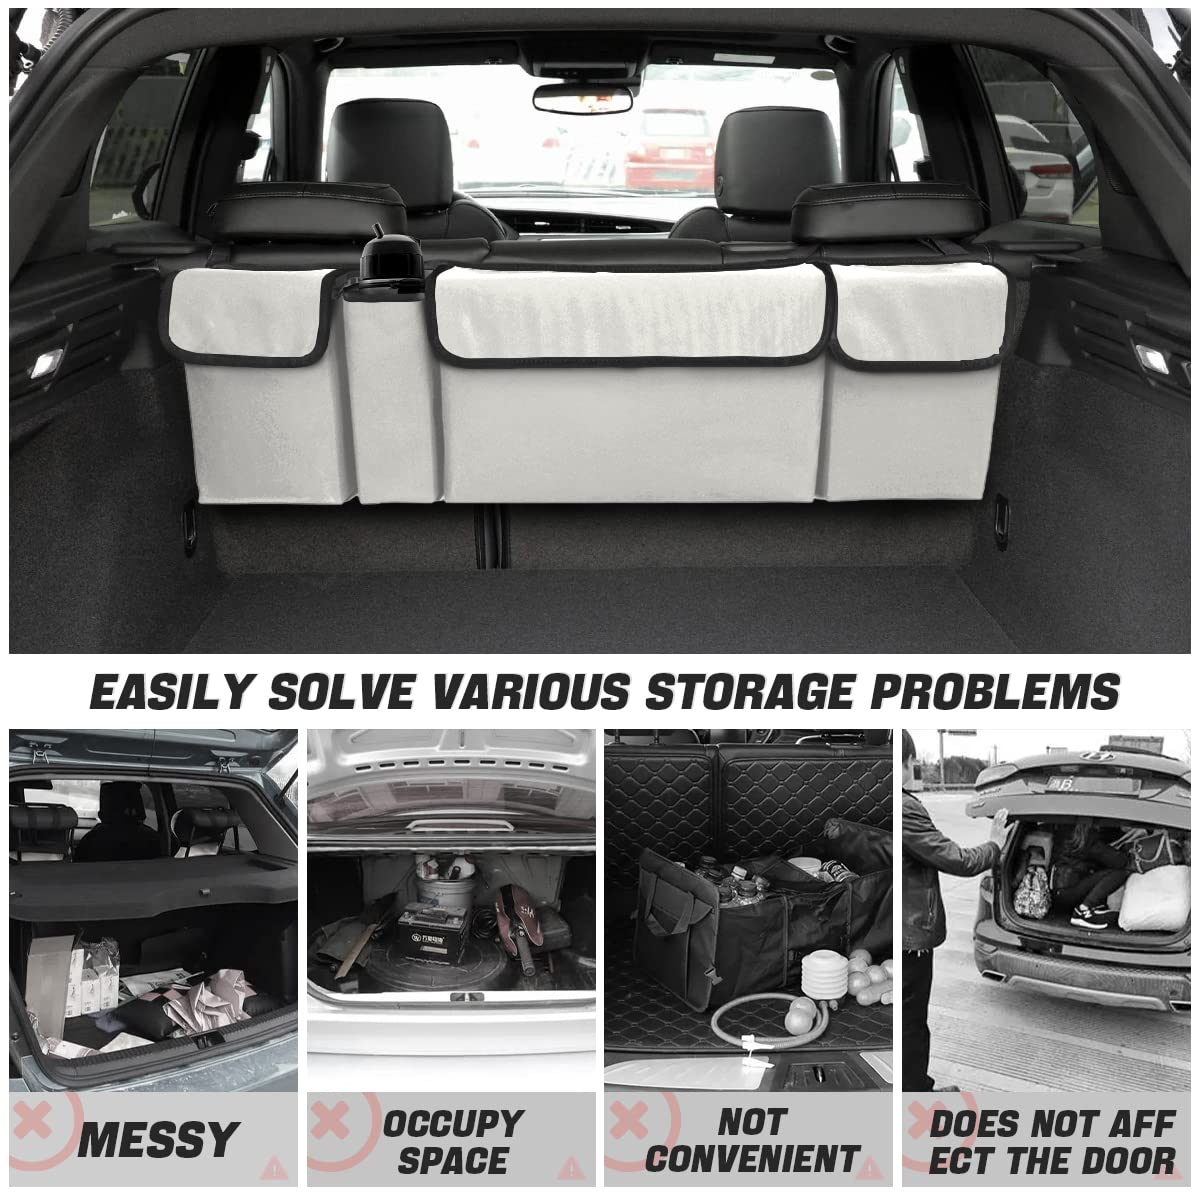 EASILY SOLVE VARIOUS STORAGE PROBLEMS
MESSY
OCCUPY
SPACE
NOT
CONVENIENT
DOES NOT AFF
ECT THE DOOR